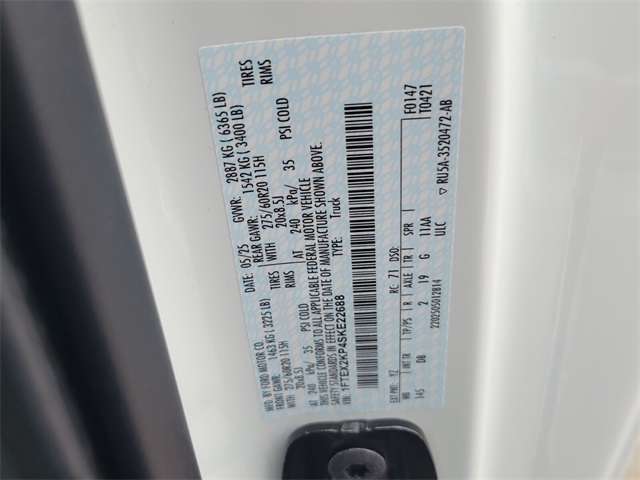 MFD. BY FORD MOTOR CO.
DATE: 05/25 GVWR: 2887 KG ( 6365 LB)
FRONT GAWR: 1463 KG ( 3225 LB) REAR GAWR: 1542 KG ( 3400 LB)
275/60R20 115H TIRES WITH 275/60R20 115H TIRES
20x8.5J RIMS 20x8.5J RIMS
AT 240 kPa/ 35 PSI COLD AT 240 kPa/ 35 PSI COLD
THIS VEHICLE CONFORMS TO ALL APPLICABLE FEDERAL MOTOR VEHICLE
SAFETY STANDARDS IN EFFECT ON THE DATE OF MANUFACTURE SHOWN ABOVE.
VIN: 1FTEX2KP4SKE22688
TYPE: Truck
F0147
T0421
EXT PNT: YZ RC: 71 DSO:
WB INT TR TP/PS R AXLE TR SPR
145 DB 2 19 G 11AA
ULC
2202505012814
▽ RU5A-3520472-AB